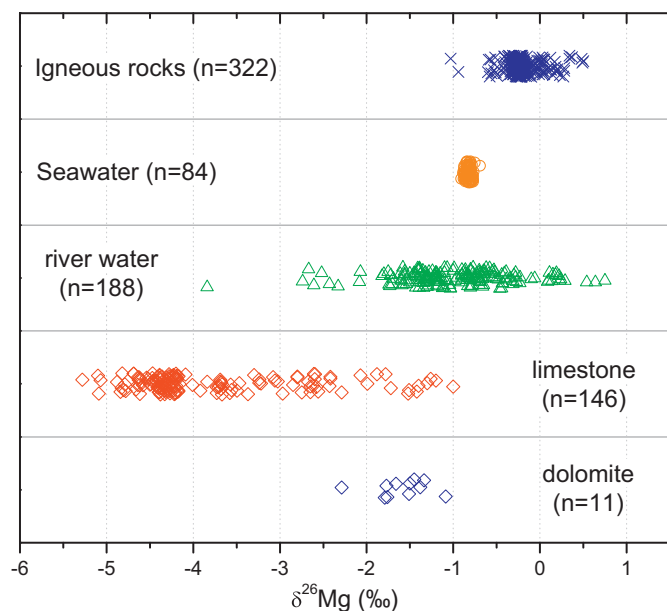 Igneous rocks (n=322)
Seawater (n=84)
river water
(n=188)
limestone
(n=146)
dolomite
(n=11)
-6 -5 -4 -3 -2 -1 0 1
δ²⁶Mg (‰)